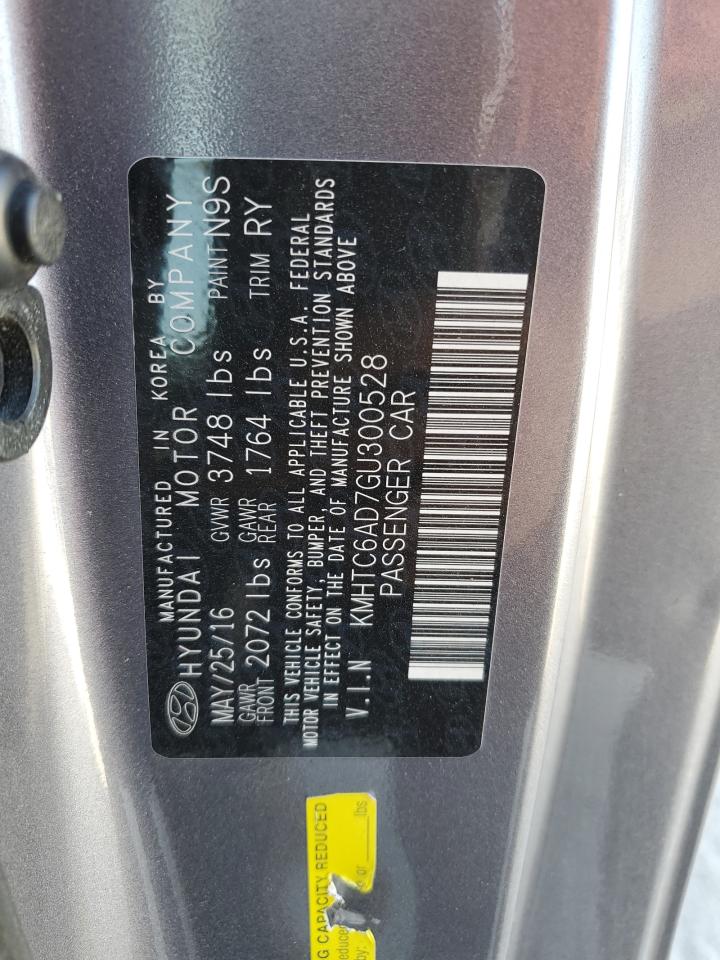 MANUFACTURED IN KOREA BY
HYUNDAI MOTOR COMPANY
MAY/25/16 GVWR 3748 lbs PAINT N9S
GAWR FRONT 2072 lbs GAWR REAR 1764 lbs TRIM RY
THIS VEHICLE CONFORMS TO ALL APPLICABLE U.S.A. FEDERAL
MOTOR VEHICLE SAFETY, BUMPER, AND THEFT PREVENTION STANDARDS
IN EFFECT ON THE DATE OF MANUFACTURE SHOWN ABOVE
V.I.N KMHTC6AD7GU300528
PASSENGER CAR
G CAPACITY REDUCED
or lbs
by: